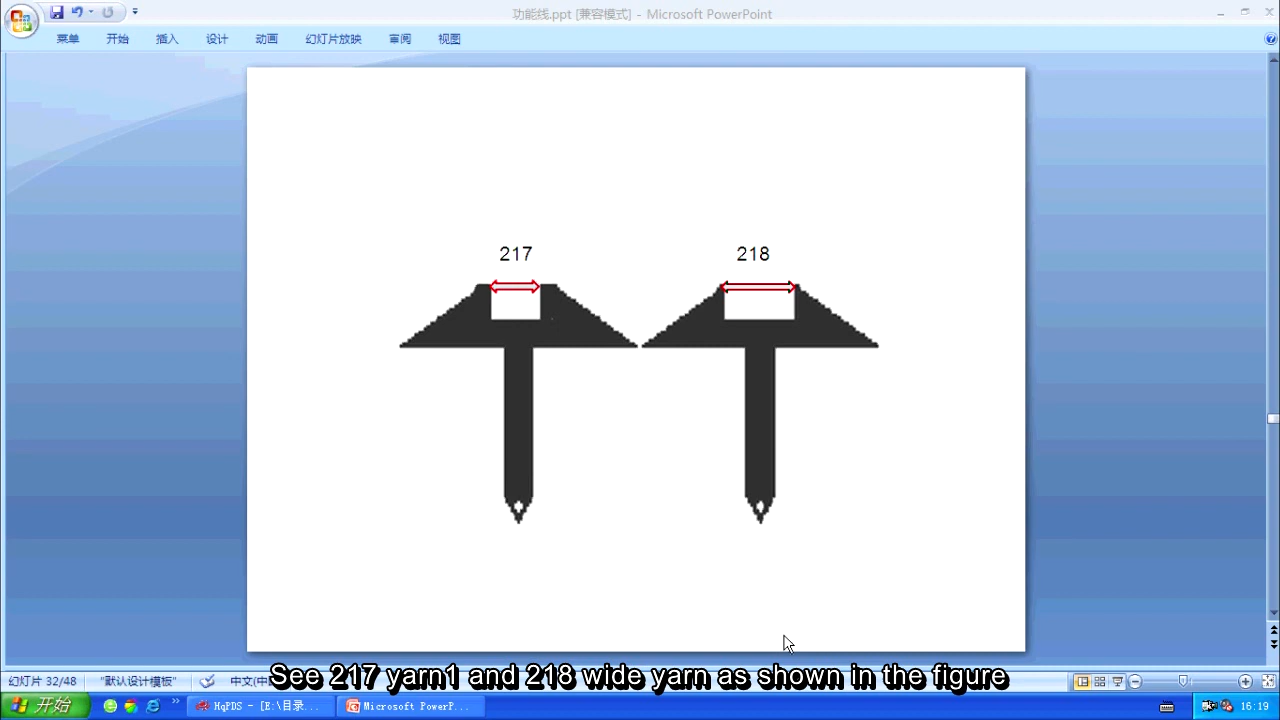 功能线.ppt [兼容模式] - Microsoft PowerPoint
菜单 开始 插入 设计 动画 幻灯片放映 审阅 视图
217 218
See 217 yarn1 and 218 wide yarn as shown in the figure
幻灯片 32/48 "默认设计模板" 中文(中
开始 HqPDS - [E:\目录... Microsoft PowerP... 16:19